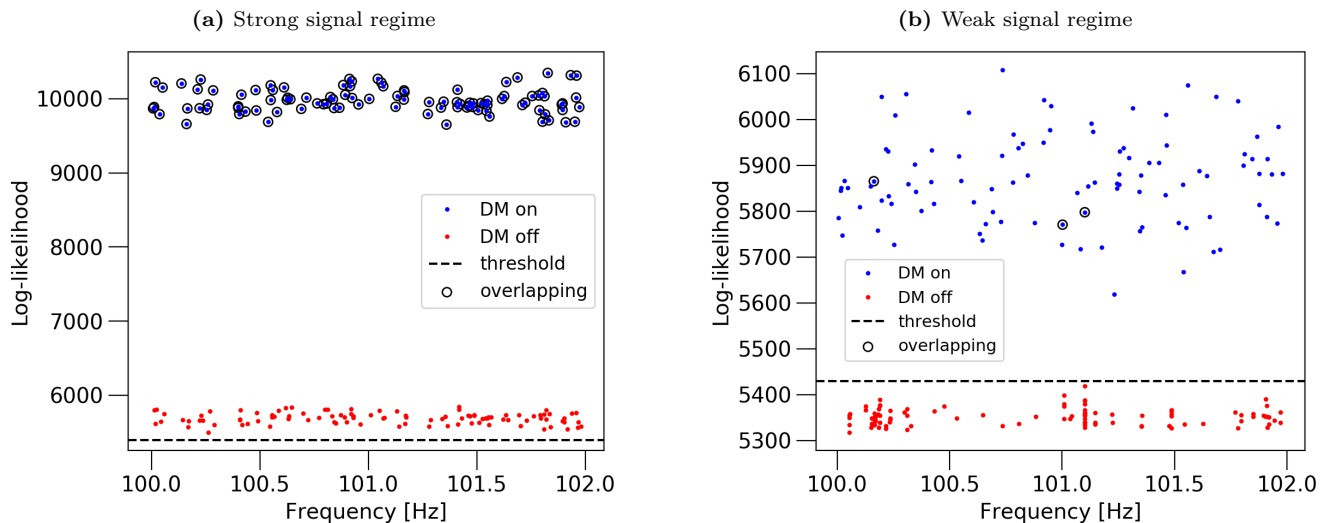 (a) Strong signal regime
10000
9000
8000
7000
6000
Log-likelihood
DM on
DM off
threshold
overlapping
100.0 100.5 101.0 101.5 102.0
Frequency [Hz]
(b) Weak signal regime
6100
6000
5900
5800
5700
5600
5500
5400
5300
Log-likelihood
DM on
DM off
threshold
overlapping
100.0 100.5 101.0 101.5 102.0
Frequency [Hz]